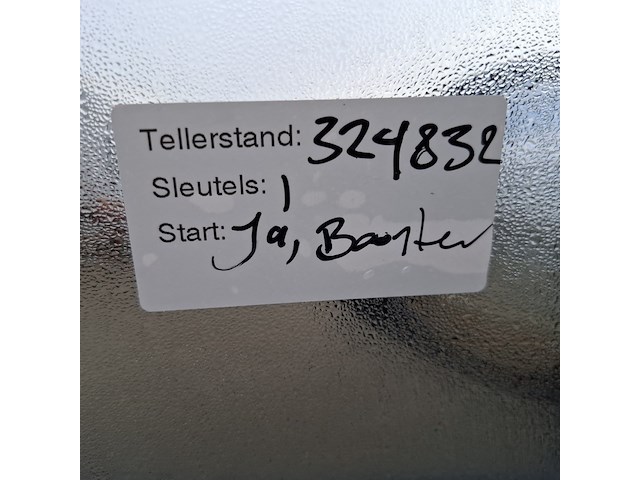 Tellerstand: 324832
Sleutels: 1
Start: Ja, Booster